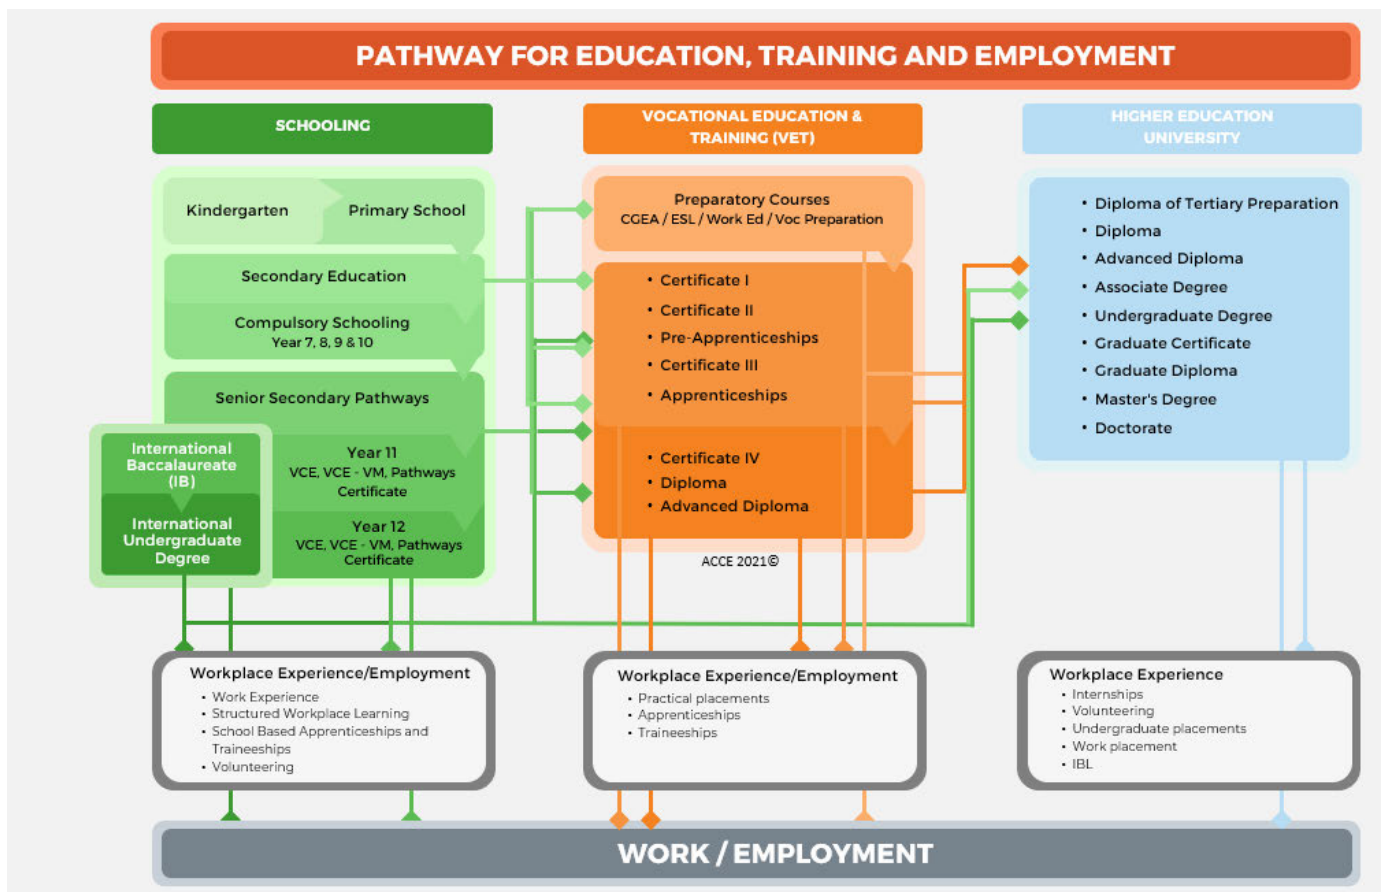 PATHWAY FOR EDUCATION, TRAINING AND EMPLOYMENT
SCHOOLING
Kindergarten
Primary School
Secondary Education
Compulsory Schooling
Year 7, 8, 9 & 10
Senior Secondary Pathways
International
Baccalaureate
(IB)
International
Undergraduate
Degree
Year 11
VCE, VCE - VM, Pathways
Certificate
Year 12
VCE, VCE - VM, Pathways
Certificate
VOCATIONAL EDUCATION &
TRAINING (VET)
Preparatory Courses
CGEA / ESL / Work Ed / Voc Preparation
• Certificate I
• Certificate II
• Pre-Apprenticeships
• Certificate III
• Apprenticeships
• Certificate IV
• Diploma
• Advanced Diploma
ACCE 2021©
HIGHER EDUCATION
UNIVERSITY
• Diploma of Tertiary Preparation
• Diploma
• Advanced Diploma
• Associate Degree
• Undergraduate Degree
• Graduate Certificate
• Graduate Diploma
• Master's Degree
• Doctorate
Workplace Experience/Employment
• Work Experience
• Structured Workplace Learning
• School Based Apprenticeships and
Traineeships
• Volunteering
Workplace Experience/Employment
• Practical placements
• Apprenticeships
• Traineeships
Workplace Experience
• Internships
• Volunteering
• Undergraduate placements
• Work placement
• IBL
WORK / EMPLOYMENT